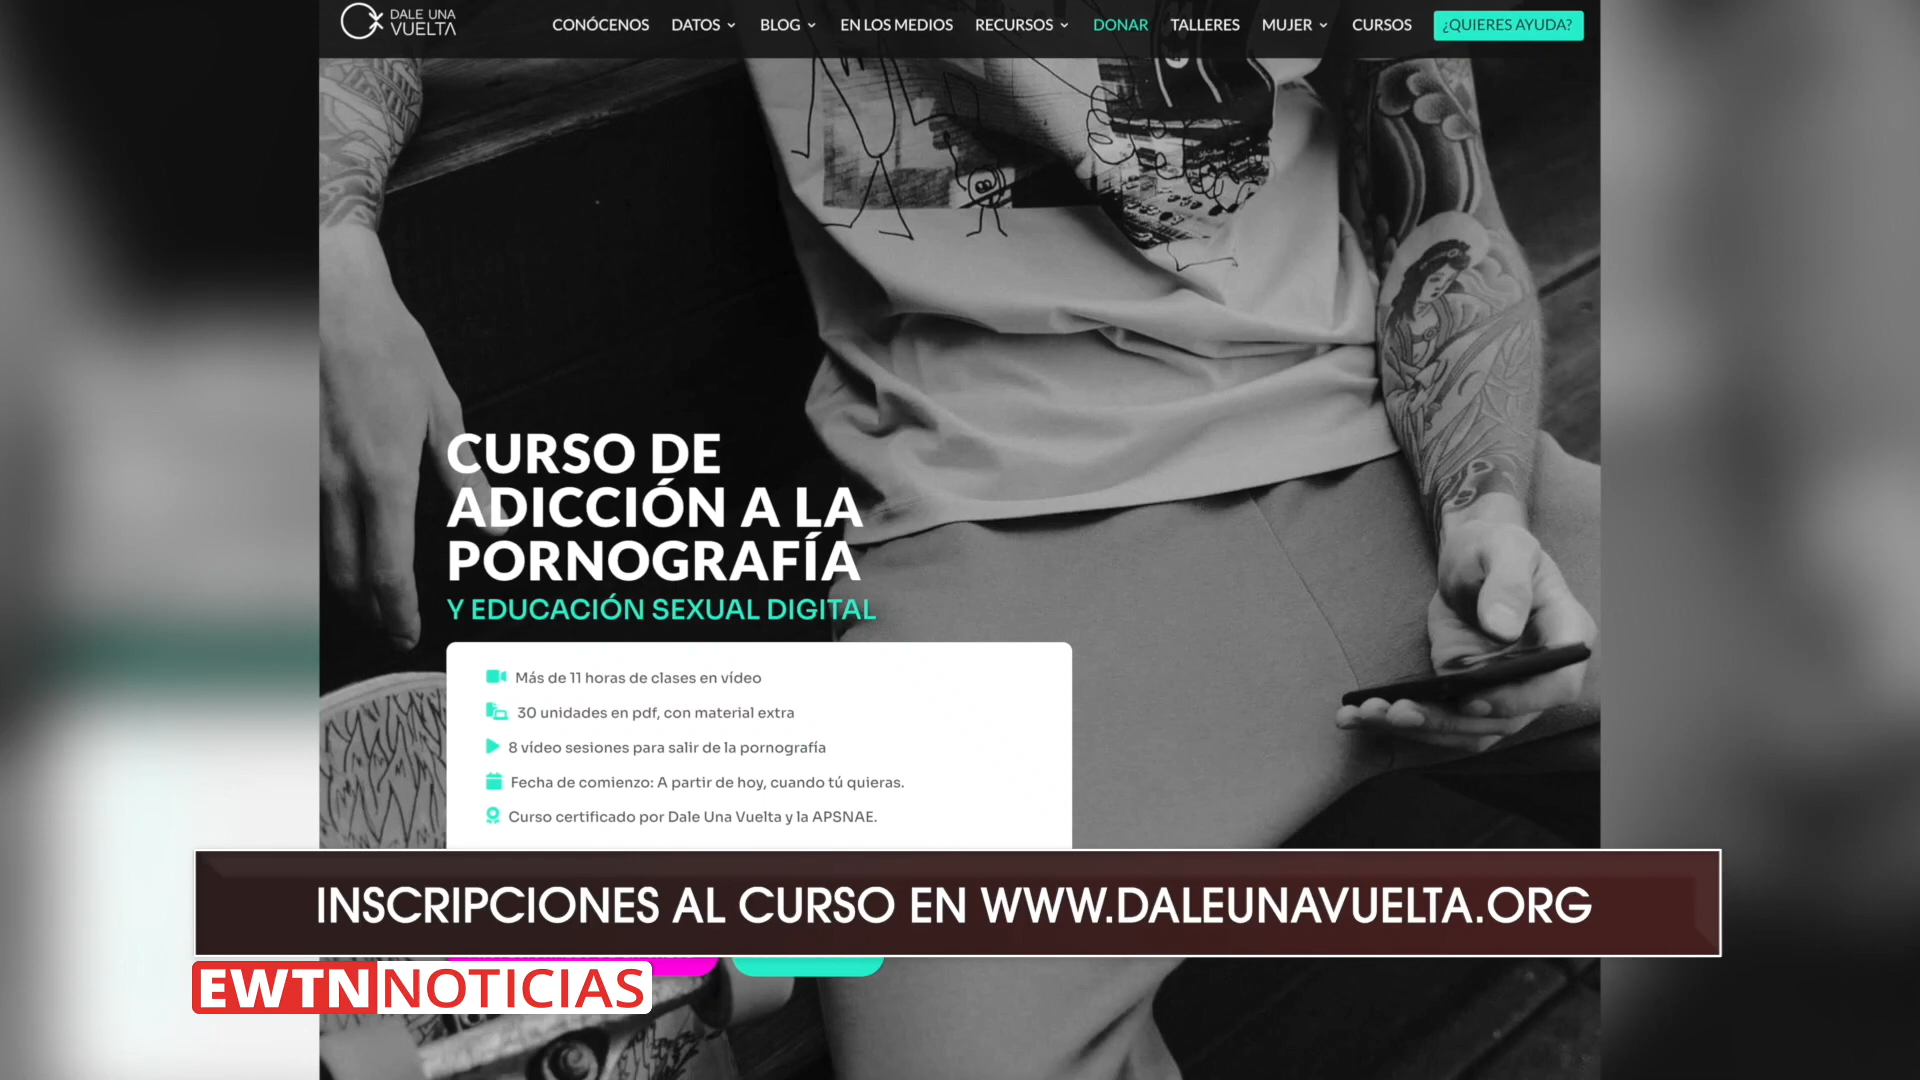 DALE UNA
VUELTA
CONÓCENOS DATOS BLOG EN LOS MEDIOS RECURSOS DONAR TALLERES MUJER CURSOS ¿QUIERES AYUDA?
CURSO DE
ADICCIÓN A LA
PORNOGRAFÍA
Y EDUCACIÓN SEXUAL DIGITAL
Más de 11 horas de clases en vídeo
30 unidades en pdf, con material extra
8 vídeo sesiones para salir de la pornografía
Fecha de comienzo: A partir de hoy, cuando tú quieras.
Curso certificado por Dale Una Vuelta y la APSNAE.
INSCRIPCIONES AL CURSO EN WWW.DALEUNAVUELTA.ORG
EWTN NOTICIAS